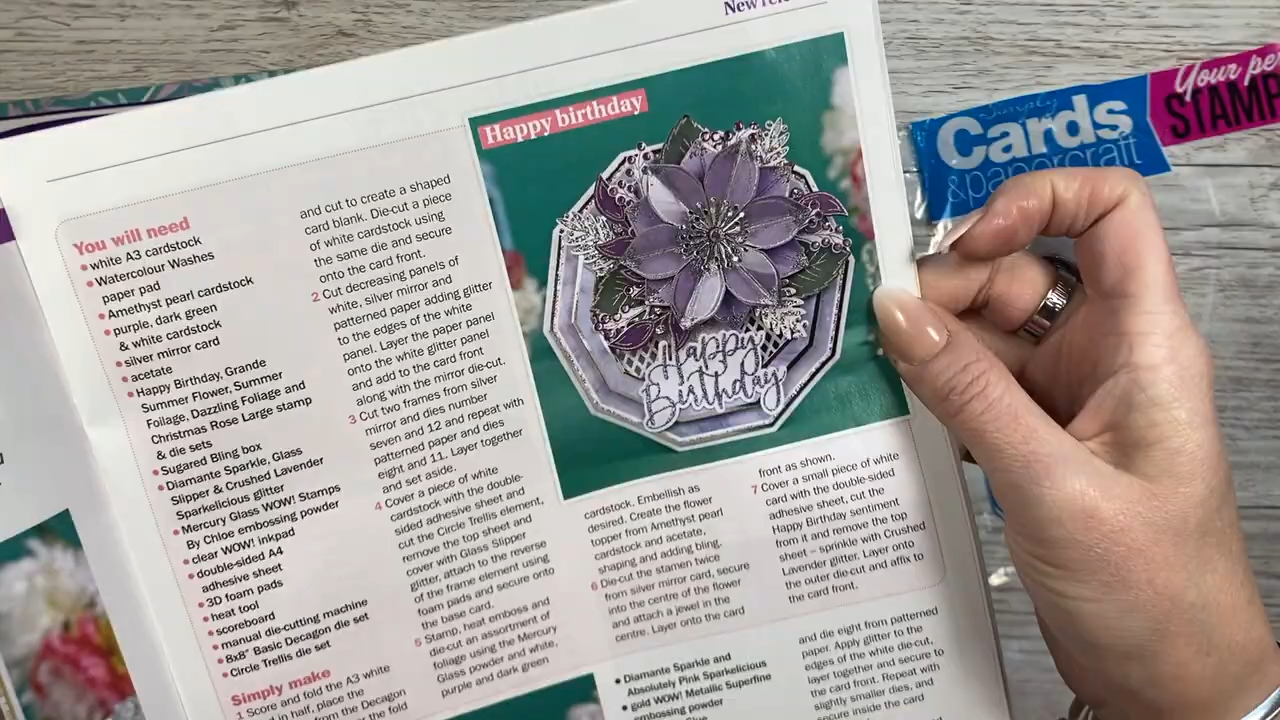 Happy birthday
You will need
• white A3 cardstock
• Watercolour Washes
paper pad
• Amethyst pearl cardstock
• purple, dark green
& white cardstock
• silver mirror card
• acetate
• Happy Birthday, Grande
Summer Flower, Summer
Foliage, Dazzling Foliage and
Christmas Rose Large stamp
& die sets
• Sugared Bling box
• Diamante Sparkle, Glass
Slipper & Crushed Lavender
Sparkelicious glitter
• Mercury Glass WOW! Stamps
By Chloe embossing powder
• clear WOW! inkpad
• double-sided A4
adhesive sheet
• 3D foam pads
• heat tool
• scoreboard
• manual die-cutting machine
• 8x8" Basic Decagon die set
• Circle Trellis die set
Simply make
1 Score and fold the A3 white
in half, place the
from the Decagon
the fold
and cut to create a shaped
card blank. Die-cut a piece
of white cardstock using
the same die and secure
onto the card front.
2 Cut decreasing panels of
white, silver mirror and
patterned paper adding glitter
to the edges of the white
panel. Layer the paper panel
onto the white glitter panel
and add to the card front
along with the mirror die-cut.
3 Cut two frames from silver
mirror and dies number
seven and 12 and repeat with
patterned paper and dies
eight and 11. Layer together
and set aside.
4 Cover a piece of white
cardstock with the double-
sided adhesive sheet and
cut the Circle Trellis element,
remove the top sheet and
cover with Glass Slipper
glitter, attach to the reverse
of the frame element using
foam pads and secure onto
the base card.
5 Stamp, heat emboss and
die-cut an assortment of
foliage using the Mercury
Glass powder and white,
purple and dark green
cardstock. Embellish as
desired. Create the flower
topper from Amethyst pearl
cardstock and acetate,
shaping and adding bling,
6 Die-cut the stamen twice
from silver mirror card, secure
into the centre of the flower
and attach a jewel in the
centre. Layer onto the card
front as shown.
7 Cover a small piece of white
card with the double-sided
adhesive sheet, cut the
Happy Birthday sentiment
from it and remove the top
sheet – sprinkle with Crushed
Lavender glitter. Layer onto
the outer die-cut and affix to
the card front.
• Diamante Sparkle and
Absolutely Pink Sparkelicious
• gold WOW! Metallic Superfine
embossing powder
and die eight from patterned
paper. Apply glitter to the
edges of the white die-cut,
layer together and secure to
the card front. Repeat with
slightly smaller dies, and
secure inside the card
Happy
Birthday
Simply
Cards
&papercraft
Your
STAMP